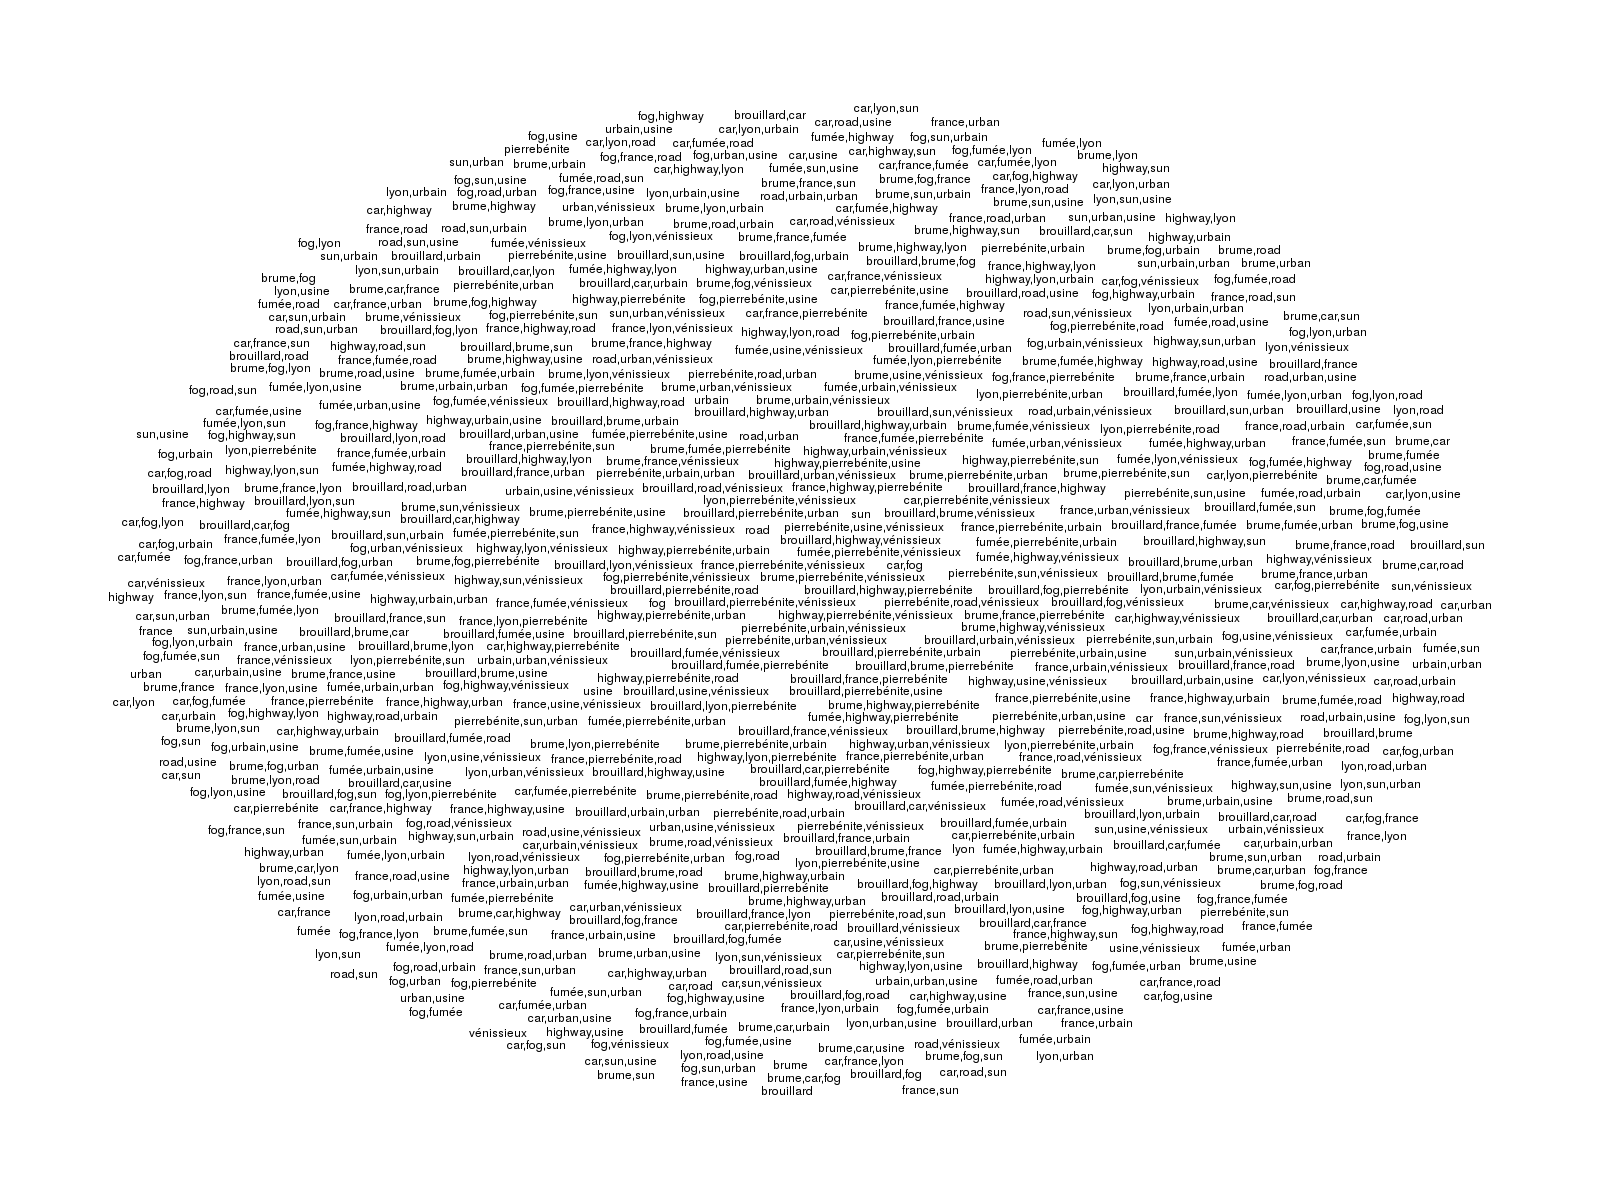 car,lyon,sun
fog,highway brouillard,car
car,road,usine france,urban
urbain,usine car,lyon,urbain
fog,usine fumée,highway fog,sun,urbain
car,lyon,road car,fumée,road fumée,lyon
pierrebénite fog,urban,usine car,usine car,highway,sun fog,fumée,lyon
sun,urban brume,urbain fog,france,road brume,lyon
car,highway,lyon fumée,sun,usine car,france,fumée car,fumée,lyon highway,sun
fog,sun,usine fumée,road,sun brume,france,sun brume,fog,france car,fog,highway car,lyon,urban
lyon,urbain fog,road,urban fog,france,usine lyon,urbain,usine road,urbain,urban brume,sun,urbain france,lyon,road
car,highway brume,highway urban,vénissieux brume,lyon,urbain car,fumée,highway brume,sun,usine lyon,sun,usine
france,road road,sun,urbain brume,lyon,urban brume,road,urbain car,road,vénissieux france,road,urban sun,urban,usine highway,lyon
fog,lyon road,sun,usine fumée,vénissieux fog,lyon,vénissieux brume,france,fumée brume,highway,sun brouillard,car,sun highway,urbain
sun,urbain brouillard,urbain pierrebénite,usine brouillard,sun,usine brouillard,fog,urbain brume,highway,lyon pierrebénite,urbain brume,fog,urbain brume,road
lyon,sun,urbain brouillard,car,lyon fumée,highway,lyon highway,urban,usine brouillard,brume,fog france,highway,lyon sun,urbain,urban brume,urban
brume,fog brume,car,france pierrebénite,urban brouillard,car,urbain brume,fog,vénissieux car,france,vénissieux highway,lyon,urbain car,fog,vénissieux fog,fumée,road
lyon,usine car,pierrebénite,usine brouillard,road,usine fog,highway,urbain france,road,sun
fumée,road car,france,urban brume,fog,highway highway,pierrebénite fog,pierrebénite,usine france,fumée,highway lyon,urbain,urban
car,sun,urbain brume,vénissieux fog,pierrebénite,sun sun,urban,vénissieux car,france,pierrebénite brouillard,france,usine road,sun,vénissieux fumée,road,usine brume,car,sun
road,sun,urban brouillard,fog,lyon france,highway,road france,lyon,vénissieux highway,lyon,road fog,pierrebénite,urbain fog,pierrebénite,road fog,lyon,urban
car,france,sun highway,road,sun brouillard,brume,sun brume,france,highway fumée,usine,vénissieux brouillard,fumée,urban fog,urban,vénissieux highway,sun,urban lyon,vénissieux
brouillard,road france,fumée,road brume,highway,usine road,urban,vénissieux fumée,lyon,pierrebénite brume,fumée,highway highway,road,usine brouillard,france
brume,fog,lyon brume,road,usine brume,fumée,urbain brume,lyon,vénissieux pierrebénite,road,urban brume,usine,vénissieux fog,france,pierrebénite brume,france,urbain road,urban,usine
fog,road,sun fumée,lyon,usine brume,urbain,urban fog,fumée,pierrebénite brume,urban,vénissieux fumée,urbain,vénissieux lyon,pierrebénite,urban brouillard,fumée,lyon fumée,lyon,urban fog,lyon,road
car,fumée,usine fumée,urban,usine fog,fumée,vénissieux brouillard,highway,road urbain brume,urbain,vénissieux brouillard,sun,vénissieux road,urbain,vénissieux brouillard,sun,urban brouillard,usine lyon,road
fumée,lyon,sun fog,france,highway highway,urbain,usine brouillard,brume,urbain brouillard,highway,urban brouillard,highway,urbain brume,fumée,vénissieux lyon,pierrebénite,road france,road,urbain car,fumée,sun
sun,usine fog,highway,sun brouillard,lyon,road brouillard,urban,usine fumée,pierrebénite,usine road,urban france,fumée,pierrebénite fumée,urban,vénissieux fumée,highway,urban france,fumée,sun brume,car
fog,urbain lyon,pierrebénite france,fumée,urbain france,pierrebénite,sun brume,fumée,pierrebénite highway,urbain,vénissieux brume,fumée
car,fog,road highway,lyon,sun fumée,highway,road brouillard,highway,lyon brume,france,vénissieux highway,pierrebénite,usine highway,pierrebénite,sun fumée,lyon,vénissieux fog,fumée,highway fog,road,usine
brouillard,lyon brume,france,lyon brouillard,road,urban brouillard,france,urban pierrebénite,urbain,urban brouillard,urban,vénissieux brume,pierrebénite,urban brume,pierrebénite,sun car,lyon,pierrebénite brume,car,fumée
france,highway brouillard,lyon,sun urbain,usine,vénissieux brouillard,road,vénissieux france,highway,pierrebénite brouillard,france,highway pierrebénite,sun,usine fumée,road,urbain car,lyon,usine
fumée,highway,sun brume,sun,vénissieux brume,pierrebénite,usine lyon,pierrebénite,vénissieux car,pierrebénite,vénissieux france,urban,vénissieux brouillard,fumée,sun brume,fog,fumée
car,fog,lyon brouillard,car,fog brouillard,car,highway brouillard,pierrebénite,urban sun brouillard,brume,vénissieux
brouillard,sun,urbain fumée,pierrebénite,sun france,highway,vénissieux road pierrebénite,usine,vénissieux france,pierrebénite,urbain brouillard,france,fumée brume,fumée,urban brume,fog,usine
car,fog,urbain france,fumée,lyon fog,urban,vénissieux highway,lyon,vénissieux highway,pierrebénite,urbain brouillard,highway,vénissieux fumée,pierrebénite,urbain brouillard,highway,sun brume,france,road brouillard,sun
car,fumée fog,france,urban brouillard,fog,urban brume,fog,pierrebénite brouillard,lyon,vénissieux france,pierrebénite,vénissieux fumée,pierrebénite,vénissieux car,fog fumée,highway,vénissieux brouillard,brume,urban highway,vénissieux brume,car,road
car,vénissieux france,lyon,urban car,fumée,vénissieux highway,sun,vénissieux fog,pierrebénite,vénissieux brume,pierrebénite,vénissieux pierrebénite,sun,vénissieux brouillard,brume,fumée brume,france,urban
highway france,lyon,sun france,fumée,usine highway,urbain,urban brouillard,pierrebénite,road brouillard,highway,pierrebénite brouillard,fog,pierrebénite lyon,urbain,vénissieux car,fog,pierrebénite sun,vénissieux
car,sun,urban brume,fumée,lyon france,fumée,vénissieux fog brouillard,pierrebénite,vénissieux pierrebénite,road,vénissieux brouillard,fog,vénissieux brume,car,vénissieux car,highway,road car,urban
brouillard,france,sun france,lyon,pierrebénite highway,pierrebénite,urban highway,pierrebénite,vénissieux brume,france,pierrebénite car,highway,vénissieux brouillard,car,urban car,road,urban
france sun,urbain,usine brouillard,brume,car brouillard,fumée,usine brouillard,pierrebénite,sun pierrebénite,urbain,vénissieux brume,highway,vénissieux
fog,lyon,urbain france,urban,usine brouillard,brume,lyon car,highway,pierrebénite pierrebénite,urban,vénissieux brouillard,urbain,vénissieux pierrebénite,sun,urbain fog,usine,vénissieux car,fumée,urbain
fog,fumée,sun france,vénissieux lyon,pierrebénite,sun urbain,urban,vénissieux brouillard,fumée,vénissieux brouillard,pierrebénite,urbain pierrebénite,urbain,usine sun,urbain,vénissieux car,france,urbain fumée,sun
urban car,urbain,usine brume,france,usine brouillard,brume,usine brouillard,fumée,pierrebénite brouillard,brume,pierrebénite france,urban,vénissieux brouillard,france,road brume,lyon,usine urbain,urban
brume,france france,lyon,usine fumée,urbain,urban fog,highway,vénissieux highway,pierrebénite,road brouillard,france,pierrebénite highway,usine,vénissieux brouillard,urbain,usine car,lyon,vénissieux car,road,urbain
car,lyon car,fog,fumée france,pierrebénite france,highway,urban france,usine,vénissieux usine brouillard,usine,vénissieux brouillard,pierrebénite,usine france,pierrebénite,usine france,highway,urbain brume,fumée,road highway,road
car,urbain fog,highway,lyon highway,road,urbain brouillard,lyon,pierrebénite brume,highway,pierrebénite
brume,lyon,sun car,highway,urbain pierrebénite,sun,urban fumée,pierrebénite,urban fumée,highway,pierrebénite pierrebénite,urban,usine car france,sun,vénissieux road,urbain,usine fog,lyon,sun
fog,sun fog,urbain,usine brouillard,fumée,road brouillard,france,vénissieux brouillard,brume,highway pierrebénite,road,usine brume,highway,road brouillard,brume
road,usine brume,fumée,usine lyon,usine,vénissieux brume,lyon,pierrebénite brume,pierrebénite,urbain highway,urban,vénissieux lyon,pierrebénite,urbain fog,france,vénissieux pierrebénite,road car,fog,urban
brume,fog,urban fumée,urbain,usine france,pierrebénite,road highway,lyon,pierrebénite france,pierrebénite,urban france,road,vénissieux france,fumée,urban lyon,road,urban
car,sun brume,lyon,road brouillard,car,usine lyon,urban,vénissieux brouillard,highway,usine brouillard,car,pierrebénite fog,highway,pierrebénite brume,car,pierrebénite
fog,lyon,usine brouillard,fog,sun fog,lyon,pierrebénite car,fumée,pierrebénite brume,pierrebénite,road brouillard,fumée,highway fumée,pierrebénite,road fumée,sun,vénissieux highway,sun,usine lyon,sun,urban
car,pierrebénite car,france,highway france,highway,usine brouillard,urbain,urban highway,road,vénissieux brouillard,car,vénissieux fumée,road,vénissieux brume,urbain,usine brume,road,sun
france,sun,urbain fog,road,vénissieux pierrebénite,road,urbain brouillard,lyon,urbain brouillard,car,road car,fog,france
fog,france,sun fumée,sun,urbain highway,sun,urbain road,usine,vénissieux urban,usine,vénissieux pierrebénite,vénissieux brouillard,fumée,urbain sun,usine,vénissieux urbain,vénissieux france,lyon
highway,urban fumée,lyon,urbain car,urbain,vénissieux brume,road,vénissieux brouillard,france,urbain car,pierrebénite,urbain brouillard,car,fumée car,urbain,urban
lyon,road,vénissieux fog,pierrebénite,urban fog,road brouillard,brume,france lyon fumée,highway,urbain brume,sun,urban road,urbain
brume,car,lyon highway,lyon,urban brouillard,brume,road lyon,pierrebénite,usine car,pierrebénite,urban highway,road,urban brume,car,urban fog,france
lyon,road,sun france,road,usine france,urbain,urban fumée,highway,usine brume,highway,urbain brouillard,fog,highway brouillard,lyon,urban fog,sun,vénissieux brume,fog,road
fumée,usine fog,urbain,urban fumée,pierrebénite brouillard,pierrebénite brume,highway,urban brouillard,road,urbain brouillard,fog,usine fog,france,fumée
car,france lyon,road,urbain brume,car,highway car,urban,vénissieux brouillard,france,lyon pierrebénite,road,sun brouillard,lyon,usine fog,highway,urban pierrebénite,sun
fumée fog,france,lyon brume,fumée,sun brouillard,fog,france france,urbain,usine car,pierrebénite,road brouillard,vénissieux brouillard,car,france france,highway,sun fog,highway,road france,fumée
fumée,lyon,road brouillard,fog,fumée car,usine,vénissieux brume,pierrebénite usine,vénissieux fumée,urban
lyon,sun brume,road,urban brume,urban,usine lyon,sun,vénissieux car,pierrebénite,sun brume,usine
road,sun fog,road,urbain france,sun,urban car,highway,urban brouillard,road,sun highway,lyon,usine brouillard,highway fog,fumée,urban
fog,urban fog,pierrebénite car,road car,sun,vénissieux urbain,urban,usine fumée,road,urban car,france,road
urban,usine fumée,sun,urban fog,highway,usine brouillard,fog,road car,highway,usine france,sun,usine car,fog,usine
fog,fumée car,fumée,urban fog,france,urbain france,lyon,urbain fog,fumée,urbain car,france,usine
car,urban,usine brume,car,urbain lyon,urban,usine brouillard,urban france,urbain
vénissieux highway,usine brouillard,fumée
car,fog,sun fog,vénissieux fog,fumée,usine brume,car,usine road,vénissieux fumée,urbain
car,sun,usine lyon,road,usine car,france,lyon brume,fog,sun lyon,urban
brume,sun fog,sun,urban brume brouillard,fog car,road,sun
france,usine brume,car,fog
brouillard france,sun